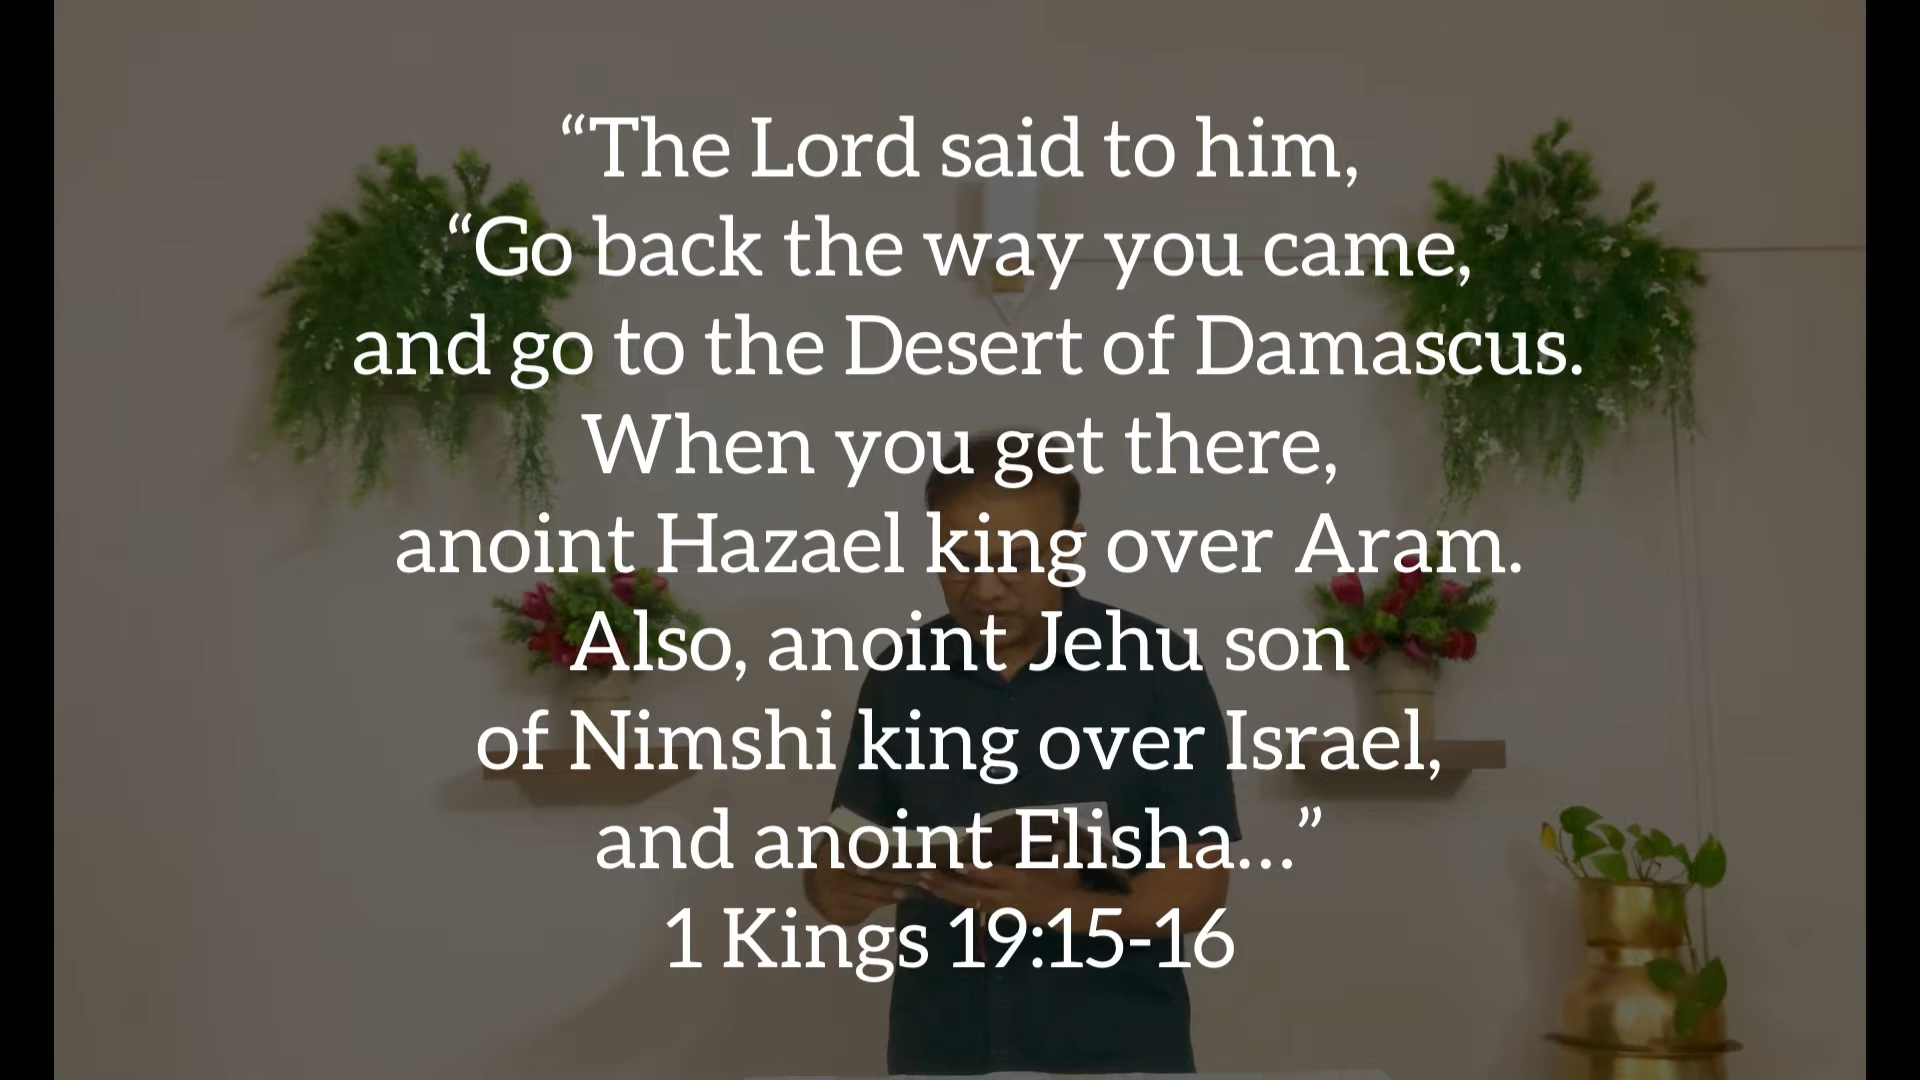 “The Lord said to him,
“Go back the way you came,
and go to the Desert of Damascus.
When you get there,
anoint Hazael king over Aram.
Also, anoint Jehu son
of Nimshi king over Israel,
and anoint Elisha...”
1 Kings 19:15-16